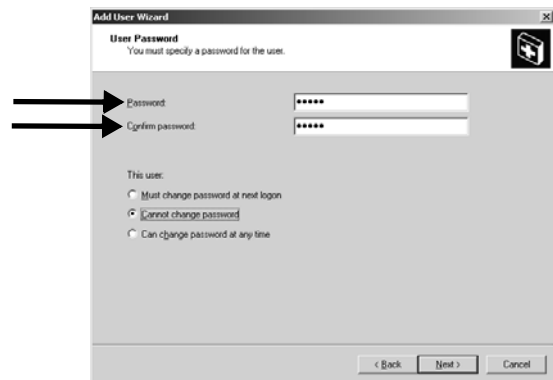 Add User Wizard
User Password
You must specify a password for the user.
Password:
Confirm password:
This user:
Must change password at next logon
Cannot change password
Can change password at any time
< Back Next > Cancel